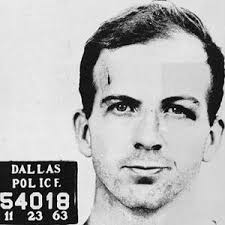 DALLAS
POLICE
54018
11 23 63